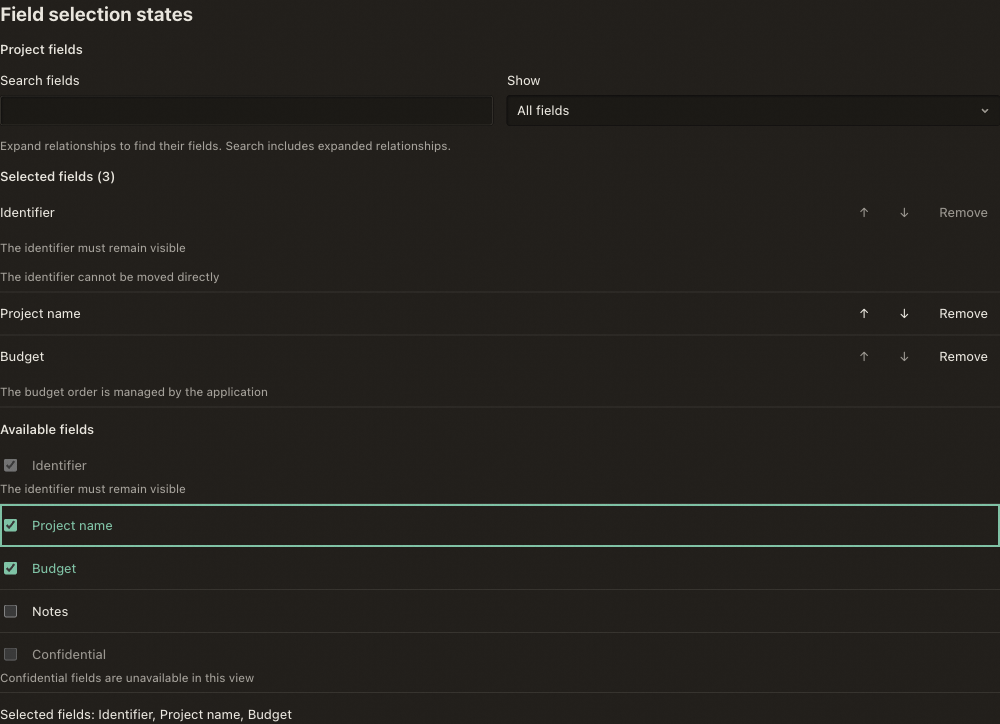 Field selection states
Project fields
Search fields
Show
All fields
Expand relationships to find their fields. Search includes expanded relationships.
Selected fields (3)
Identifier ↑ ↓ Remove
The identifier must remain visible
The identifier cannot be moved directly
Project name ↑ ↓ Remove
Budget ↑ ↓ Remove
The budget order is managed by the application
Available fields
Identifier
The identifier must remain visible
Project name
Budget
Notes
Confidential
Confidential fields are unavailable in this view
Selected fields: Identifier, Project name, Budget